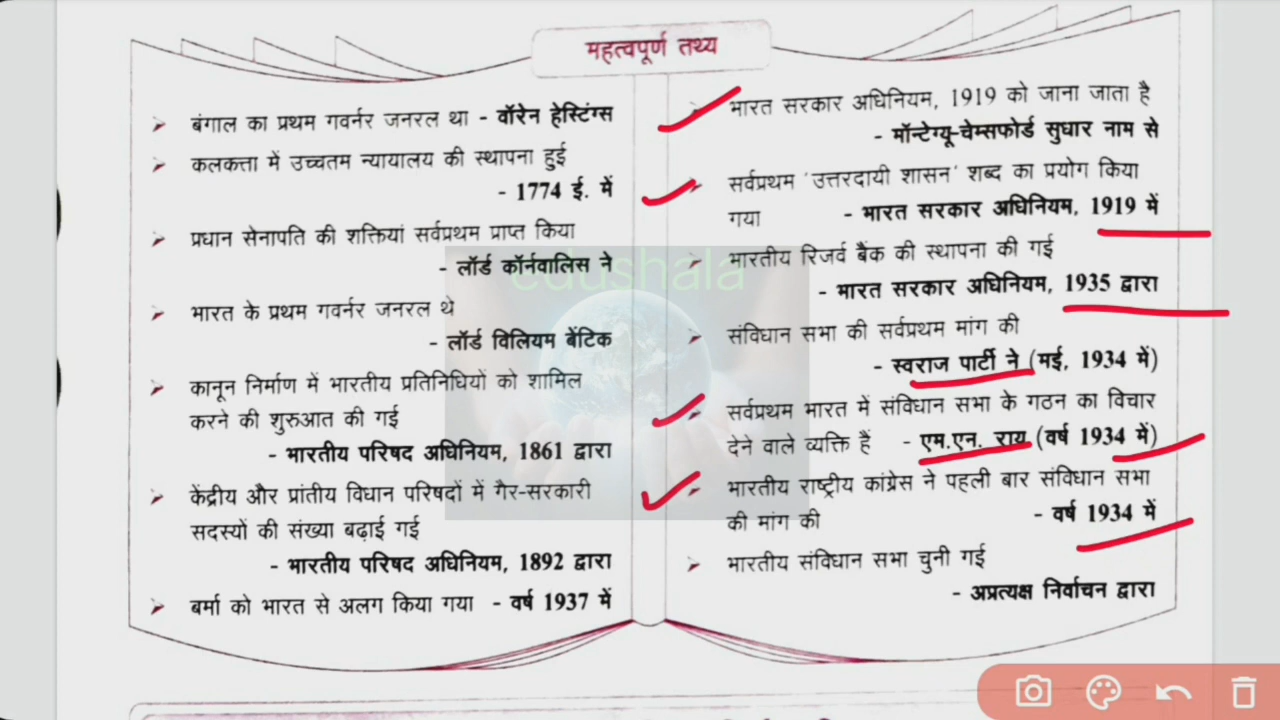 महत्वपूर्ण तथ्य
बंगाल का प्रथम गवर्नर जनरल था - वॉरेन हेस्टिंग्स
कलकत्ता में उच्चतम न्यायालय की स्थापना हुई
- 1774 ई. में
प्रधान सेनापति की शक्तियां सर्वप्रथम प्राप्त किया
- लॉर्ड कॉर्नवालिस ने
भारत के प्रथम गवर्नर जनरल थे
- लॉर्ड विलियम बेंटिक
कानून निर्माण में भारतीय प्रतिनिधियों को शामिल
करने की शुरुआत की गई
- भारतीय परिषद अधिनियम, 1861 द्वारा
केंद्रीय और प्रांतीय विधान परिषदों में गैर-सरकारी
सदस्यों की संख्या बढ़ाई गई
- भारतीय परिषद अधिनियम, 1892 द्वारा
बर्मा को भारत से अलग किया गया - वर्ष 1937 में
भारत सरकार अधिनियम, 1919 को जाना जाता है
- मॉन्टेग्यू-चेम्सफोर्ड सुधार नाम से
सर्वप्रथम 'उत्तरदायी शासन' शब्द का प्रयोग किया
गया - भारत सरकार अधिनियम, 1919 में
भारतीय रिजर्व बैंक की स्थापना की गई
- भारत सरकार अधिनियम, 1935 द्वारा
संविधान सभा की सर्वप्रथम मांग की
- स्वराज पार्टी ने (मई, 1934 में)
सर्वप्रथम भारत में संविधान सभा के गठन का विचार
देने वाले व्यक्ति हैं - एम.एन. राय (वर्ष 1934 में)
भारतीय राष्ट्रीय कांग्रेस ने पहली बार संविधान सभा
की मांग की - वर्ष 1934 में
भारतीय संविधान सभा चुनी गई
- अप्रत्यक्ष निर्वाचन द्वारा
edushala